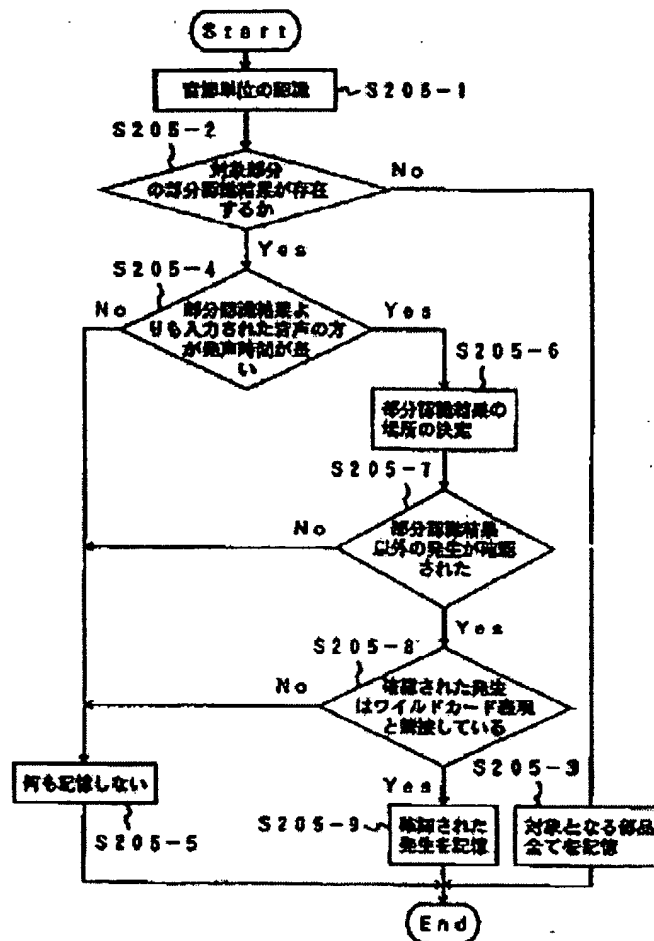 Start
音節単位の認識
S205-1
S205-2
対象部分
の部分認識結果が存在
するか
No
Yes
S205-4
No
部分認識結果よ
りも入力された音声の方
が発声時間が長
い
Yes
S205-6
部分認識結果の
場所の決定
S205-7
No
部分認識結果
以外の発生が確認
された
Yes
S205-8
No
確認された発生
はワイルドカード表現
と隣接している
何も記憶しない
S205-5
Yes
S205-3
S205-9
確認された
発生を記憶
対象となる部品
全てを記憶
End